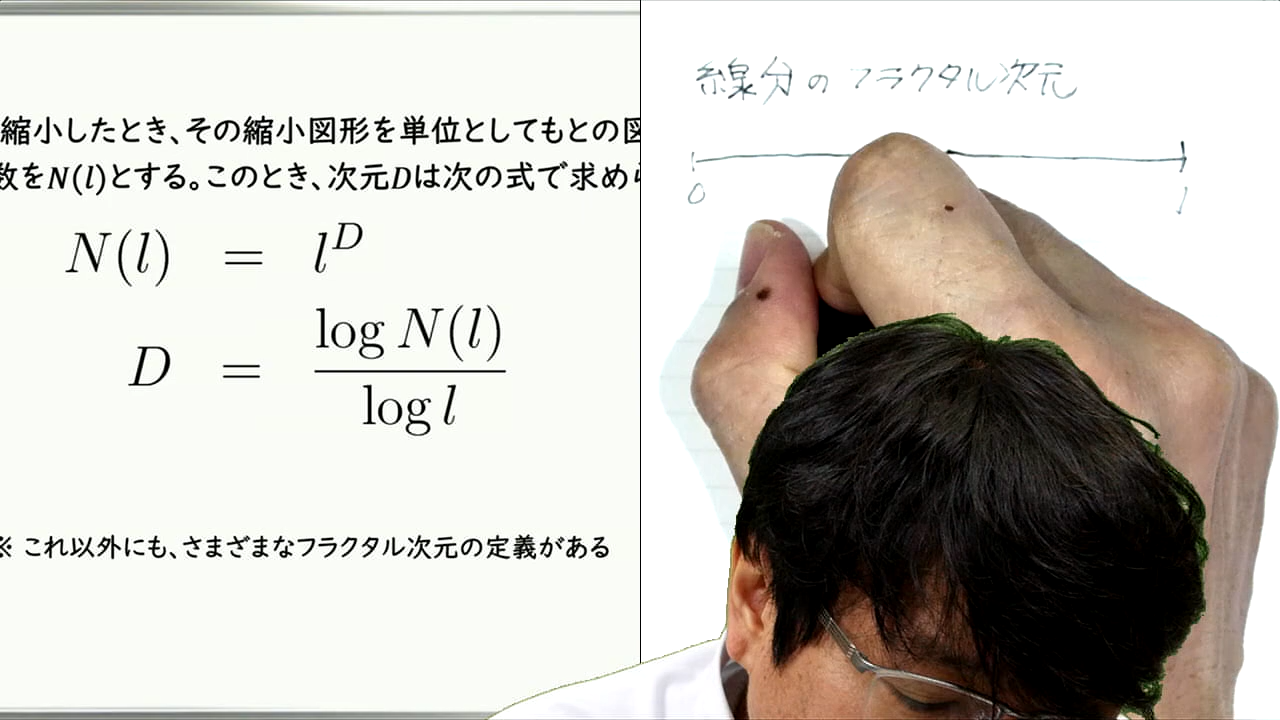 縮小したとき、その縮小図形を単位としてもとの図
数をN(l)とする。このとき、次元Dは次の式で求めら
N(l) = l^D
D = log N(l) / log l
※ これ以外にも、さまざまなフラクタル次元の定義がある
線分のフラクタル次元
0 1